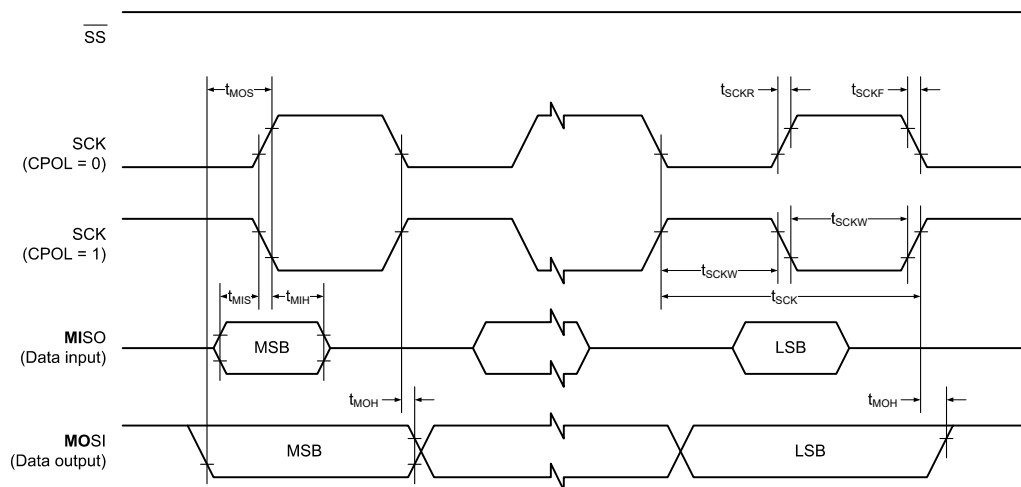 SS
tMOS
tSCKR
tSCKF
SCK
(CPOL = 0)
SCK
(CPOL = 1)
tSCKW
tSCKW
tMIS
tMIH
tSCK
MISO
(Data input)
MSB
LSB
tMOH
tMOH
MOSI
(Data output)
MSB
LSB